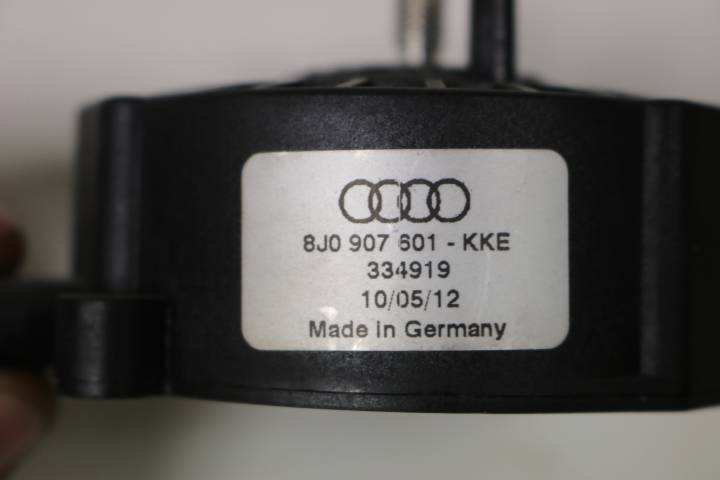 8J0 907 601 - KKE
334919
10/05/12
Made in Germany